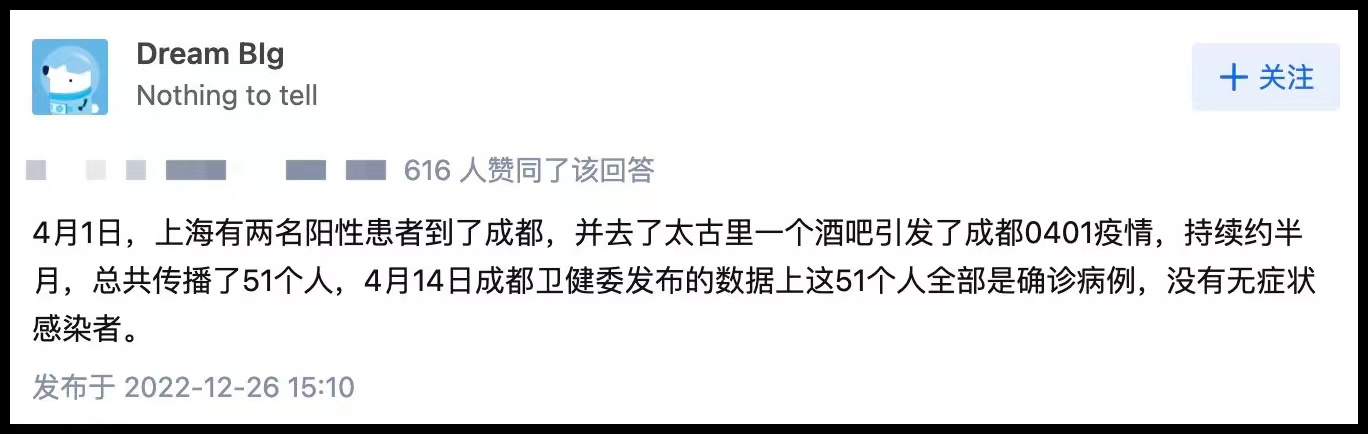 Dream BIg
Nothing to tell
＋ 关注
616 人赞同了该回答
4月1日，上海有两名阳性患者到了成都，并去了太古里一个酒吧引发了成都0401疫情，持续约半
月，总共传播了51个人，4月14日成都卫健委发布的数据上这51个人全部是确诊病例，没有无症状
感染者。
发布于 2022-12-26 15:10